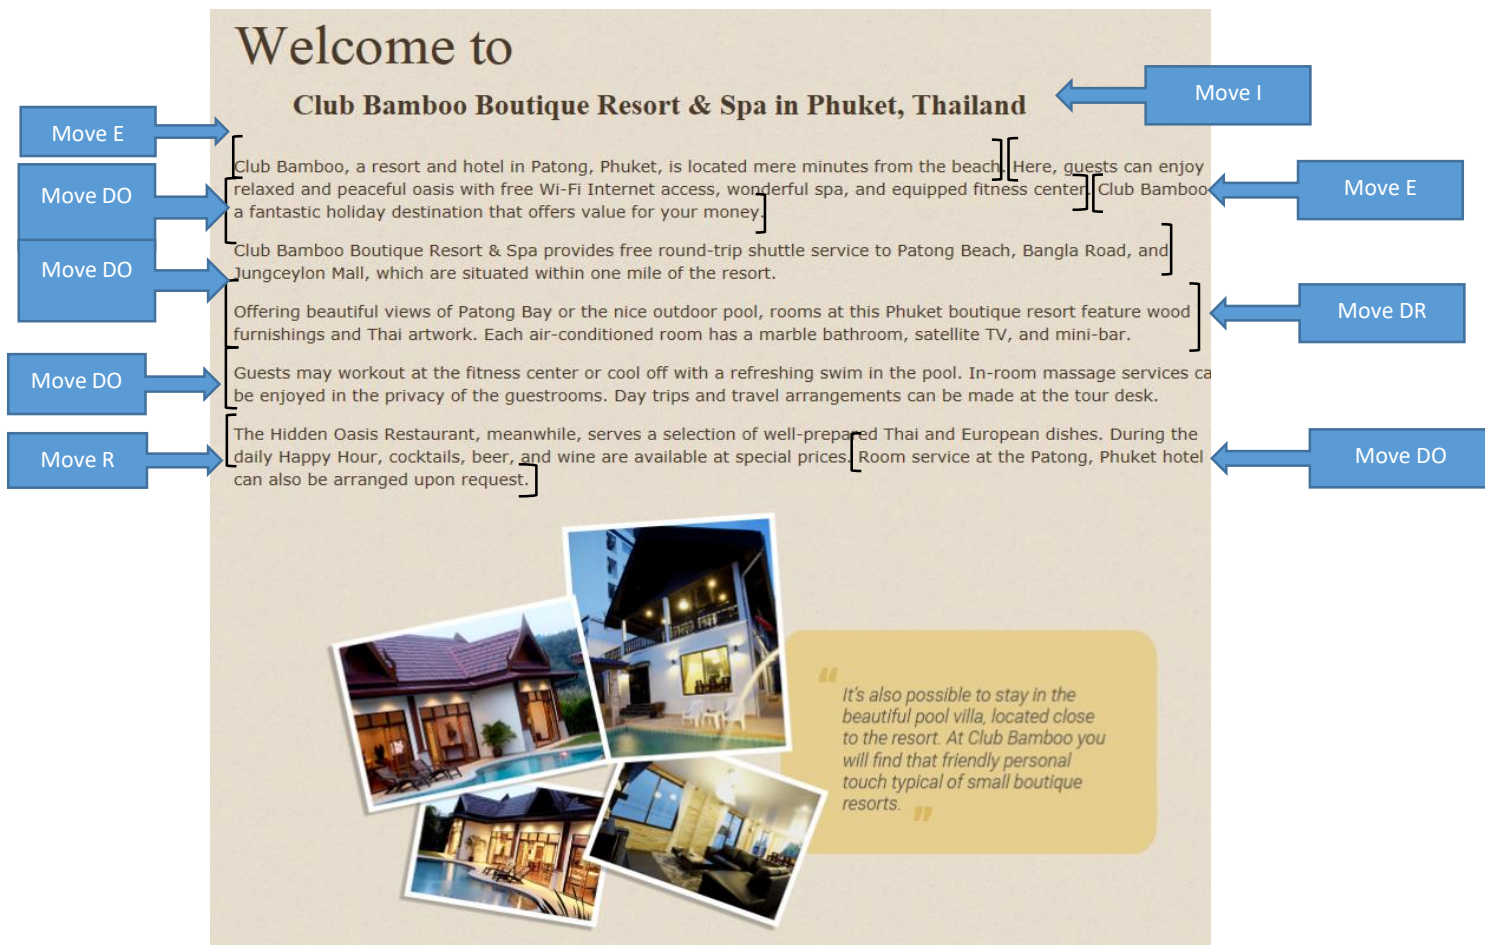 Welcome to
Club Bamboo Boutique Resort & Spa in Phuket, Thailand
Move I
Move E
Club Bamboo, a resort and hotel in Patong, Phuket, is located mere minutes from the beach. Here, guests can enjoy
relaxed and peaceful oasis with free Wi-Fi Internet access, wonderful spa, and equipped fitness center. Club Bamboo
a fantastic holiday destination that offers value for your money.
Move DO
Move E
Club Bamboo Boutique Resort & Spa provides free round-trip shuttle service to Patong Beach, Bangla Road, and
Jungceylon Mall, which are situated within one mile of the resort.
Move DO
Offering beautiful views of Patong Bay or the nice outdoor pool, rooms at this Phuket boutique resort feature wood
furnishings and Thai artwork. Each air-conditioned room has a marble bathroom, satellite TV, and mini-bar.
Move DR
Guests may workout at the fitness center or cool off with a refreshing swim in the pool. In-room massage services ca
be enjoyed in the privacy of the guestrooms. Day trips and travel arrangements can be made at the tour desk.
Move DO
The Hidden Oasis Restaurant, meanwhile, serves a selection of well-prepared Thai and European dishes. During the
daily Happy Hour, cocktails, beer, and wine are available at special prices. Room service at the Patong, Phuket hotel
can also be arranged upon request.
Move R
Move DO
“
It's also possible to stay in the
beautiful pool villa, located close
to the resort. At Club Bamboo you
will find that friendly personal
touch typical of small boutique
resorts.
”